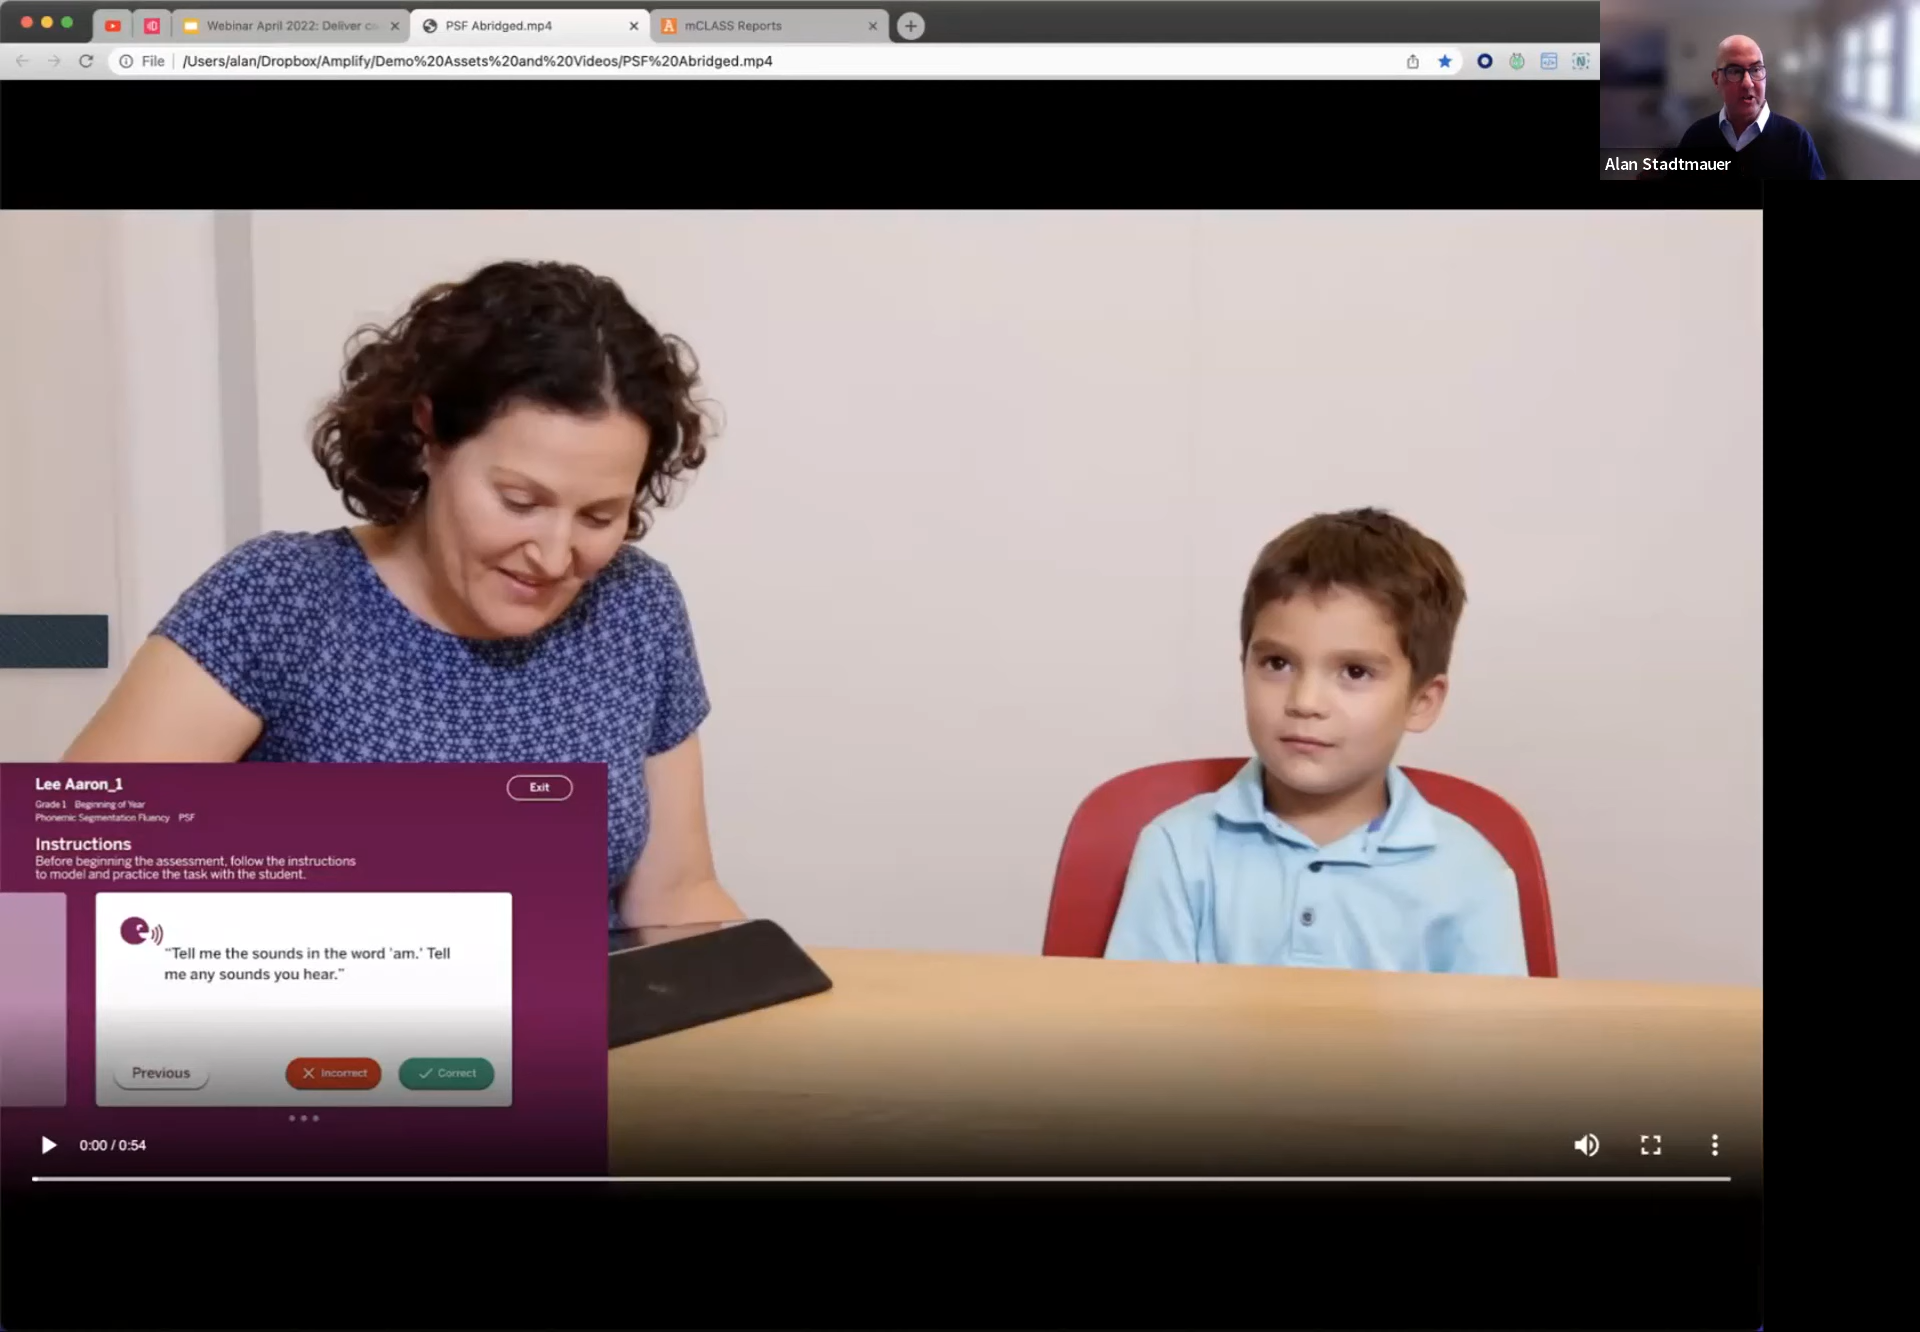 Webinar April 2022: Deliver c
PSF Abridged.mp4
mCLASS Reports
File
/Users/alan/Dropbox/Amplify/Demo%20Assets%20and%20Videos/PSF%20Abridged.mp4
Alan Stadtmauer
Lee Aaron_1
Exit
Grade 1 Beginning of Year
Phonemic Segmentation Fluency PSF
Instructions
Before beginning the assessment, follow the instructions
to model and practice the task with the student.
"Tell me the sounds in the word 'am.' Tell
me any sounds you hear."
Previous
Incorrect
Correct
0:00 / 0:54